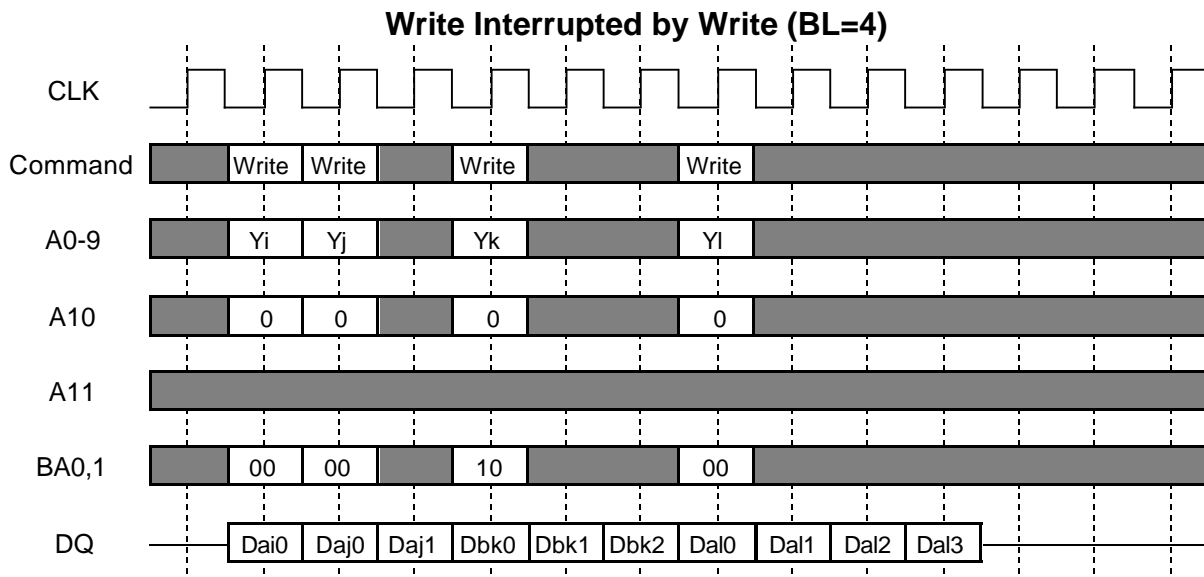 Write Interrupted by Write (BL=4)
CLK
Command Write Write Write Write
A0-9 Yi Yj Yk Yl
A10 0 0 0 0
A11
BA0,1 00 00 10 00
DQ Dai0 Daj0 Daj1 Dbk0 Dbk1 Dbk2 Dal0 Dal1 Dal2 Dal3